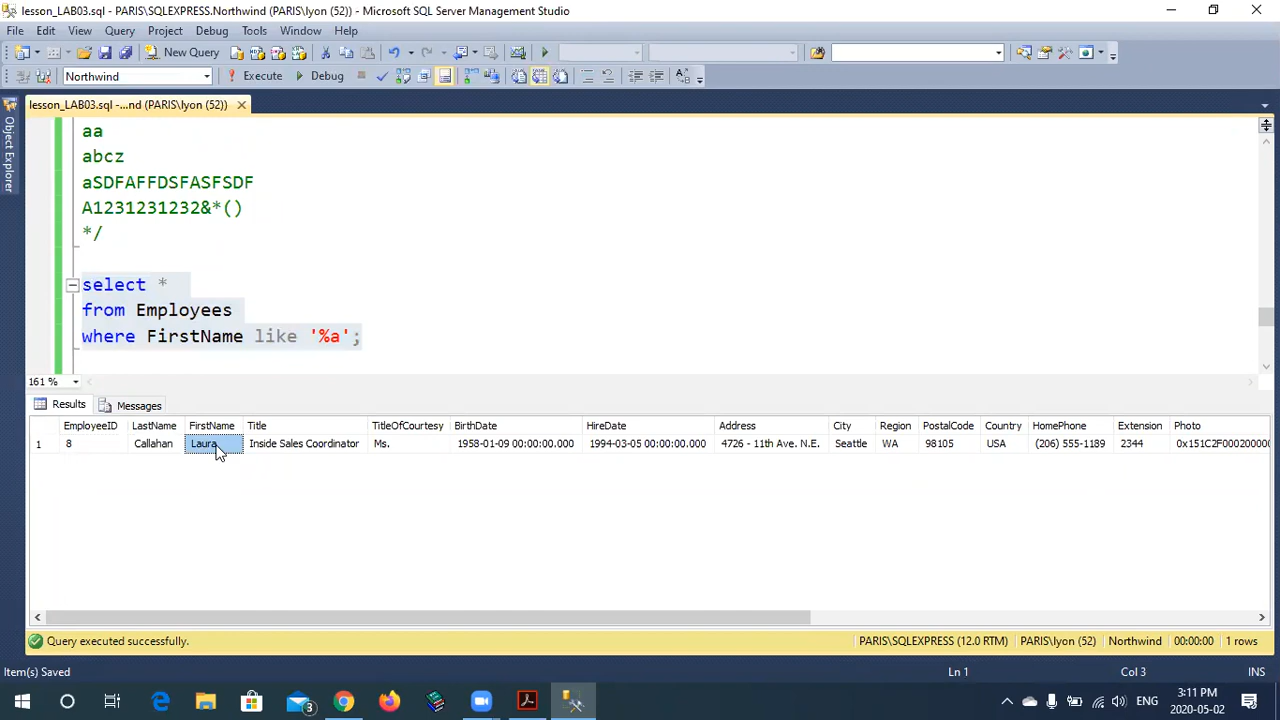 lesson_LAB03.sql - PARIS\SQLEXPRESS.Northwind (PARIS\lyon (52)) - Microsoft SQL Server Management Studio
File Edit View Query Project Debug Tools Window Help
New Query
Northwind Execute Debug
lesson_LAB03.sql -...nd (PARIS\lyon (52))
Object Explorer
aa
abcz
aSDFAFFDSFASFSDF
A1231231232&*()
*/
select *
from Employees
where FirstName like '%a';
161 %
Results Messages
EmployeeID LastName FirstName Title TitleOfCourtesy BirthDate HireDate Address City Region PostalCode Country HomePhone Extension Photo
1 8 Callahan Laura Inside Sales Coordinator Ms. 1958-01-09 00:00:00.000 1994-03-05 00:00:00.000 4726 - 11th Ave. N.E. Seattle WA 98105 USA (206) 555-1189 2344 0x151C2F000200000
Query executed successfully. PARIS\SQLEXPRESS (12.0 RTM) PARIS\lyon (52) Northwind 00:00:00 1 rows
Item(s) Saved Ln 1 Col 3 INS
3 ENG 3:11 PM
2020-05-02